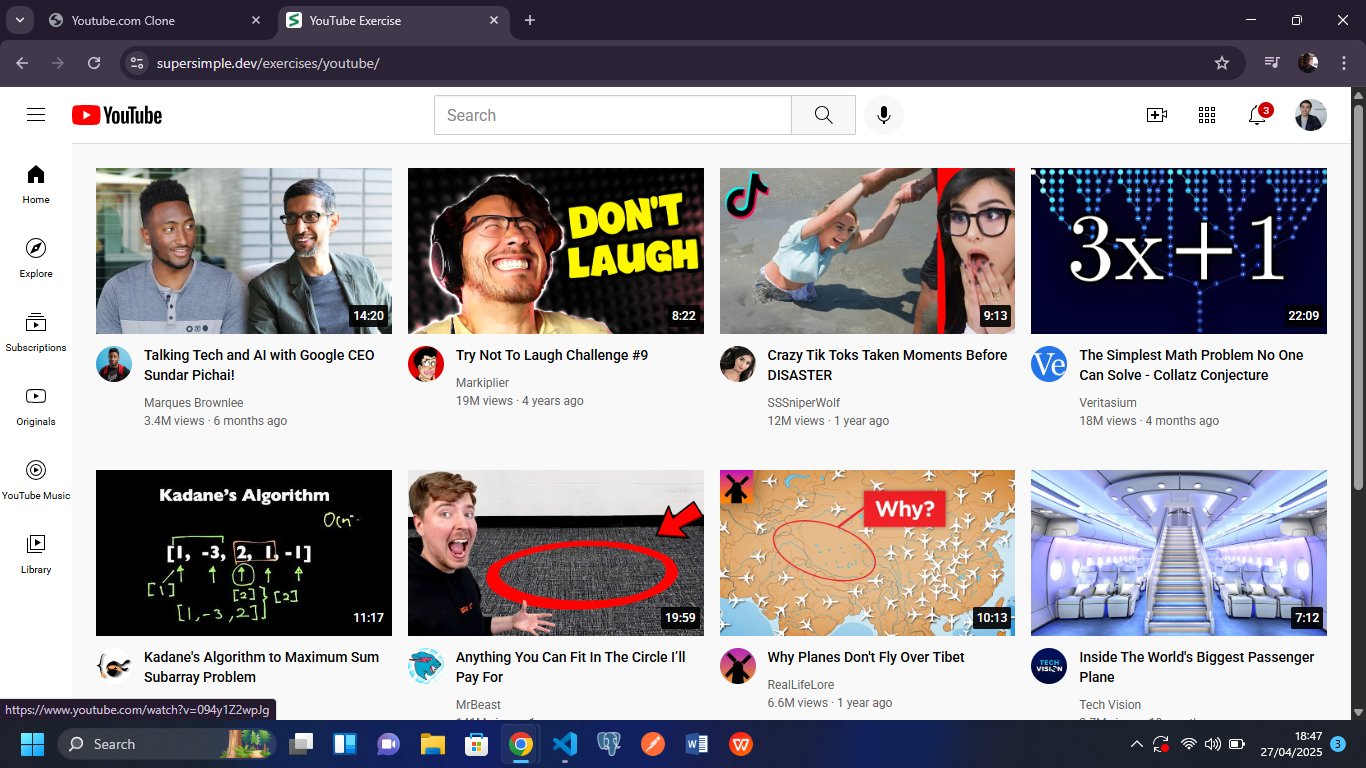 Youtube.com Clone
YouTube Exercise
supersimple.dev/exercises/youtube/
YouTube
Search
3
Home
Explore
Subscriptions
Originals
YouTube Music
Library
DON'T
LAUGH
3x+1
14:20
8:22
9:13
22:09
Talking Tech and AI with Google CEO
Sundar Pichai!
Marques Brownlee
3.4M views · 6 months ago
Try Not To Laugh Challenge #9
Markiplier
19M views · 4 years ago
Crazy Tik Toks Taken Moments Before
DISASTER
SSSniperWolf
12M views · 1 year ago
Ve
The Simplest Math Problem No One
Can Solve - Collatz Conjecture
Veritasium
18M views · 4 months ago
Kadane's Algorithm
O(n)
[1, -3, 2, 1, -1]
[1]
[2]
[2]
[1, -3, 2]
11:17
19:59
Why?
10:13
7:12
Kadane's Algorithm to Maximum Sum
Subarray Problem
Anything You Can Fit In The Circle I'll
Pay For
MrBeast
Why Planes Don't Fly Over Tibet
RealLifeLore
6.6M views · 1 year ago
TECH
VISION
Inside The World's Biggest Passenger
Plane
Tech Vision
https://www.youtube.com/watch?v=094y1Z2wpJg
Search
W
18:47
27/04/2025
3